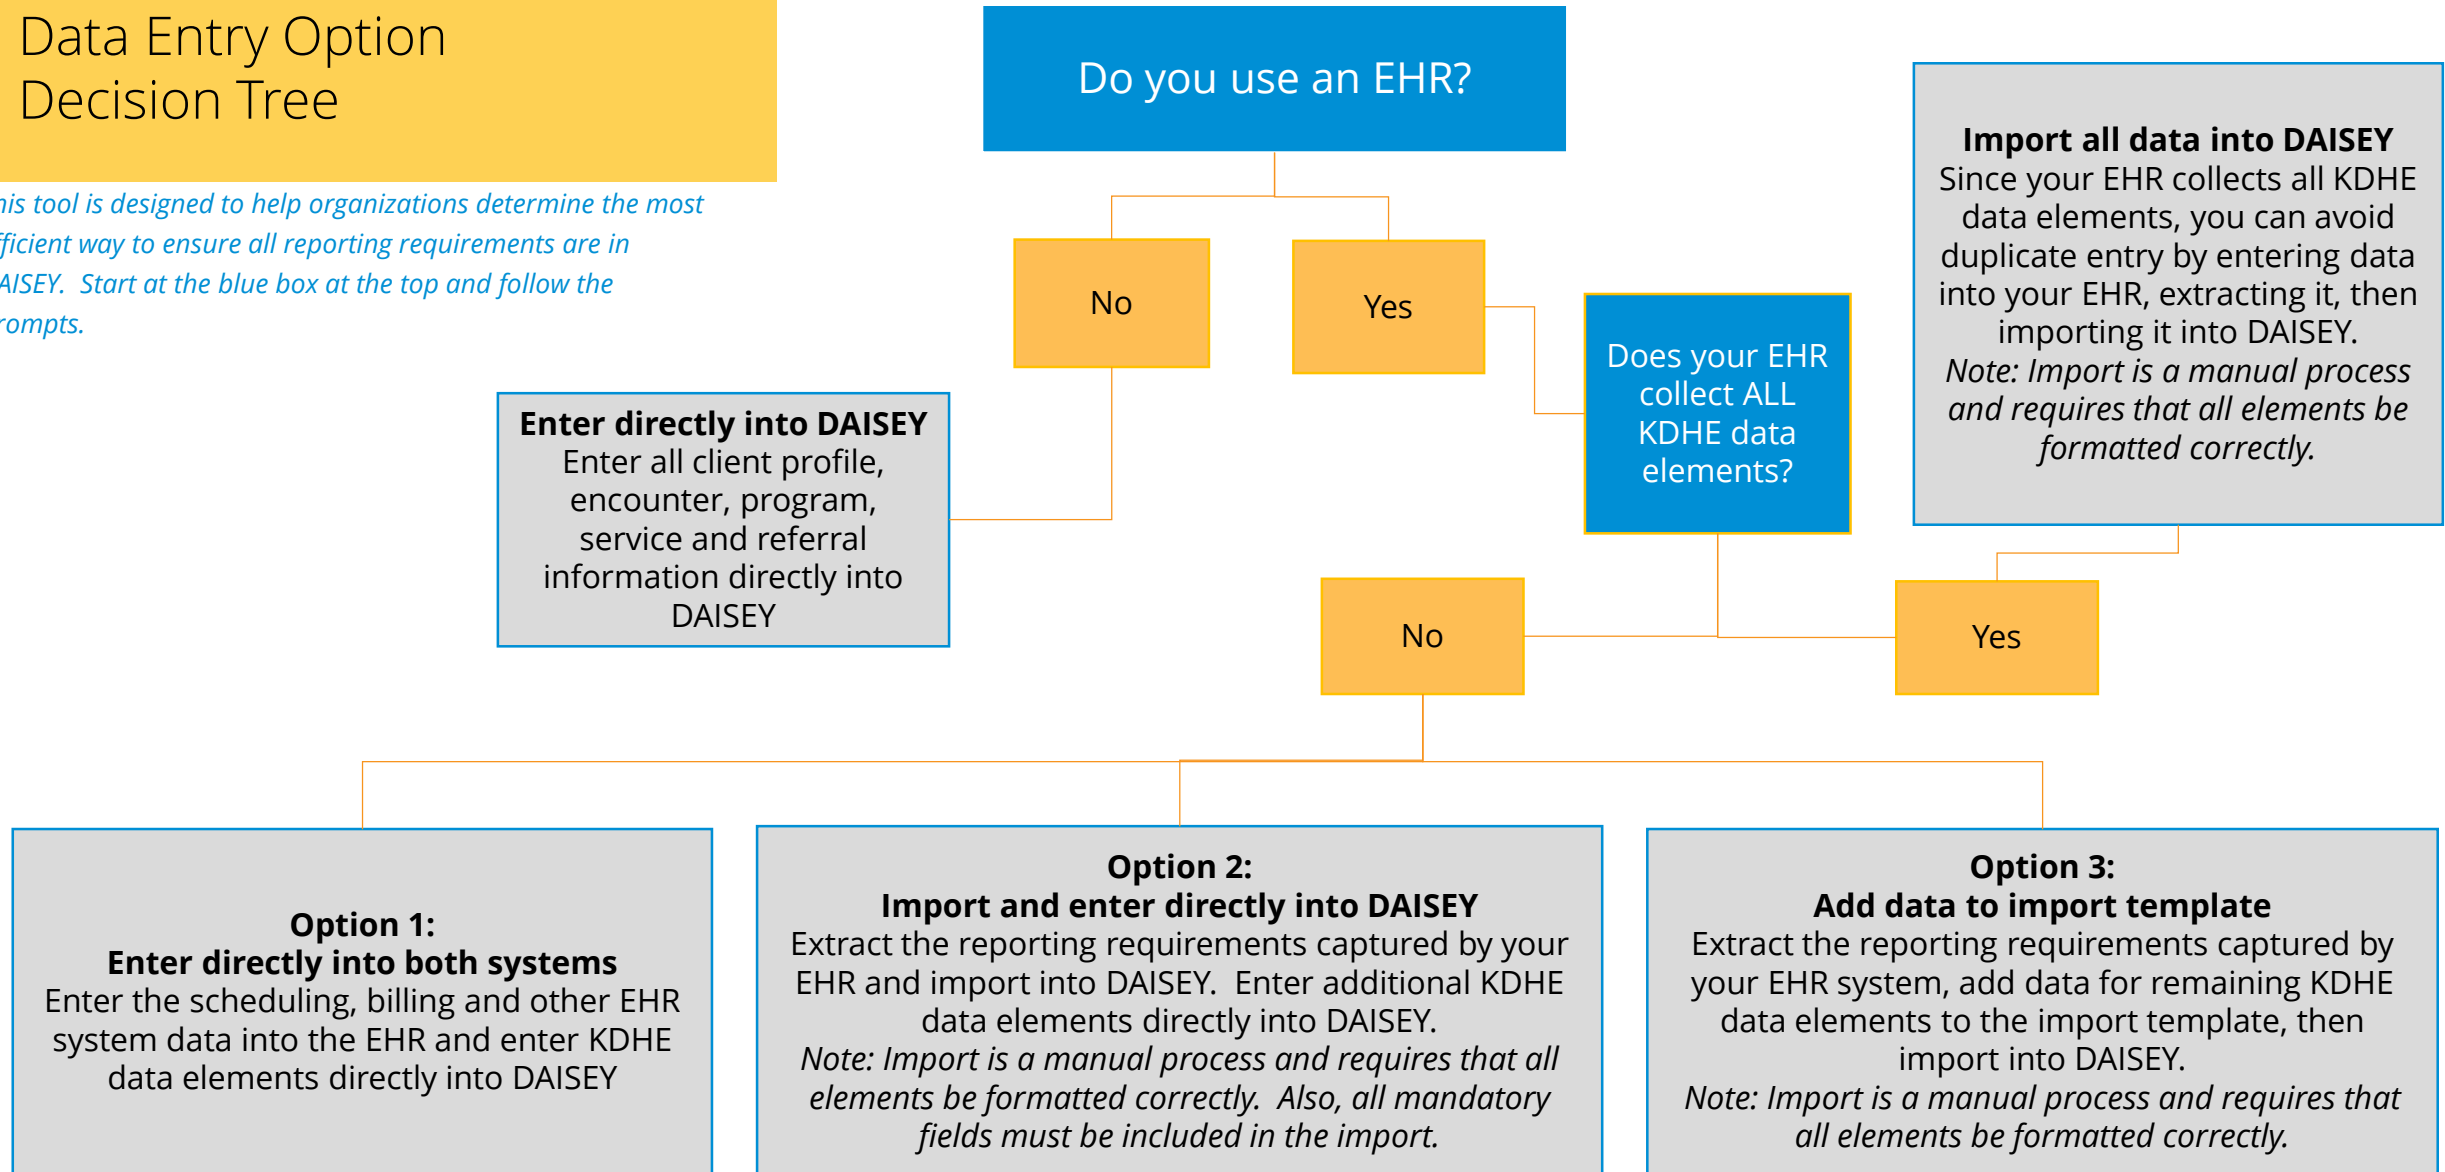 Data Entry Option
Decision Tree
his tool is designed to help organizations determine the most
fficient way to ensure all reporting requirements are in
AISEY. Start at the blue box at the top and follow the
rompts.
Do you use an EHR?
No
Yes
Enter directly into DAISEY
Enter all client profile,
encounter, program,
service and referral
information directly into
DAISEY
Does your EHR
collect ALL
KDHE data
elements?
Import all data into DAISEY
Since your EHR collects all KDHE
data elements, you can avoid
duplicate entry by entering data
into your EHR, extracting it, then
importing it into DAISEY.
Note: Import is a manual process
and requires that all elements be
formatted correctly.
No
Yes
Option 1:
Enter directly into both systems
Enter the scheduling, billing and other EHR
system data into the EHR and enter KDHE
data elements directly into DAISEY
Option 2:
Import and enter directly into DAISEY
Extract the reporting requirements captured by your
EHR and import into DAISEY. Enter additional KDHE
data elements directly into DAISEY.
Note: Import is a manual process and requires that all
elements be formatted correctly. Also, all mandatory
fields must be included in the import.
Option 3:
Add data to import template
Extract the reporting requirements captured by
your EHR system, add data for remaining KDHE
data elements to the import template, then
import into DAISEY.
Note: Import is a manual process and requires that
all elements be formatted correctly.